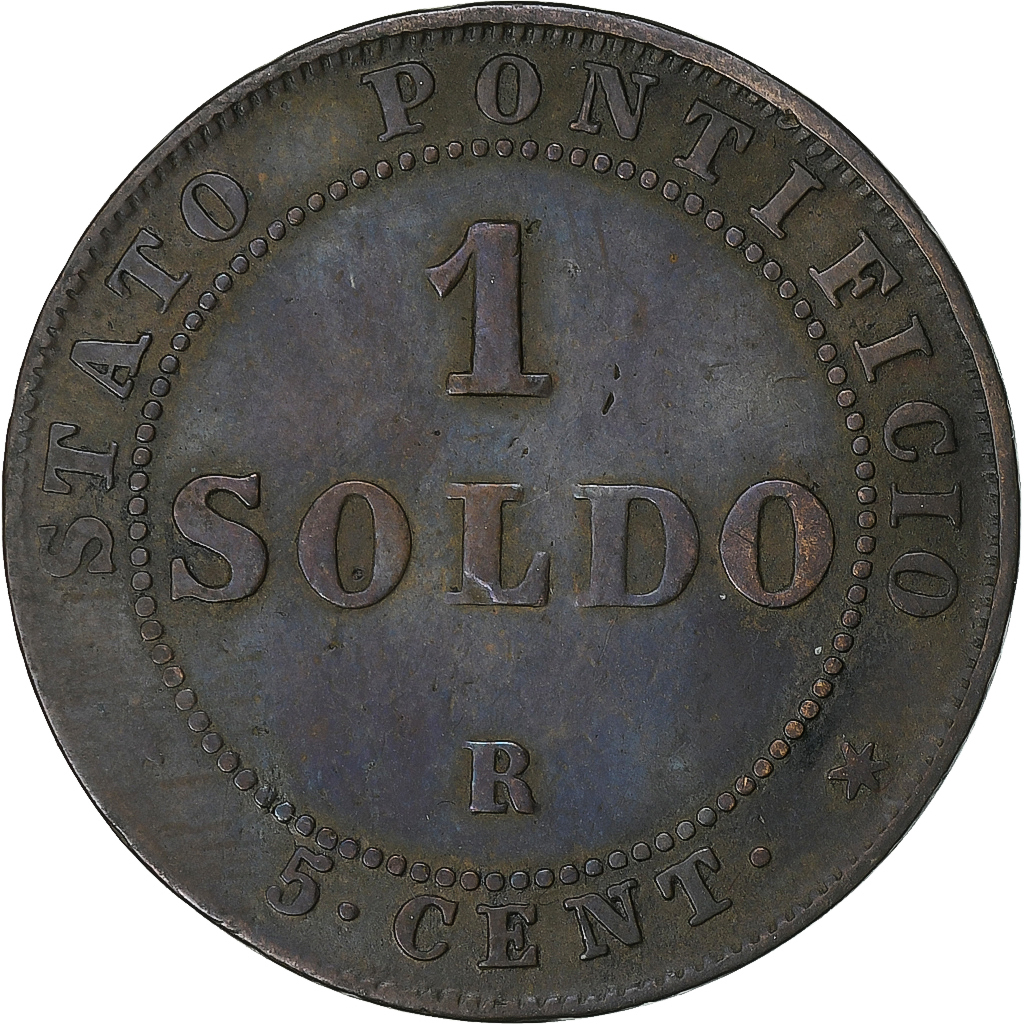 STATO PONTIFICIO
1
SOLDO
R
5 · CENT ·